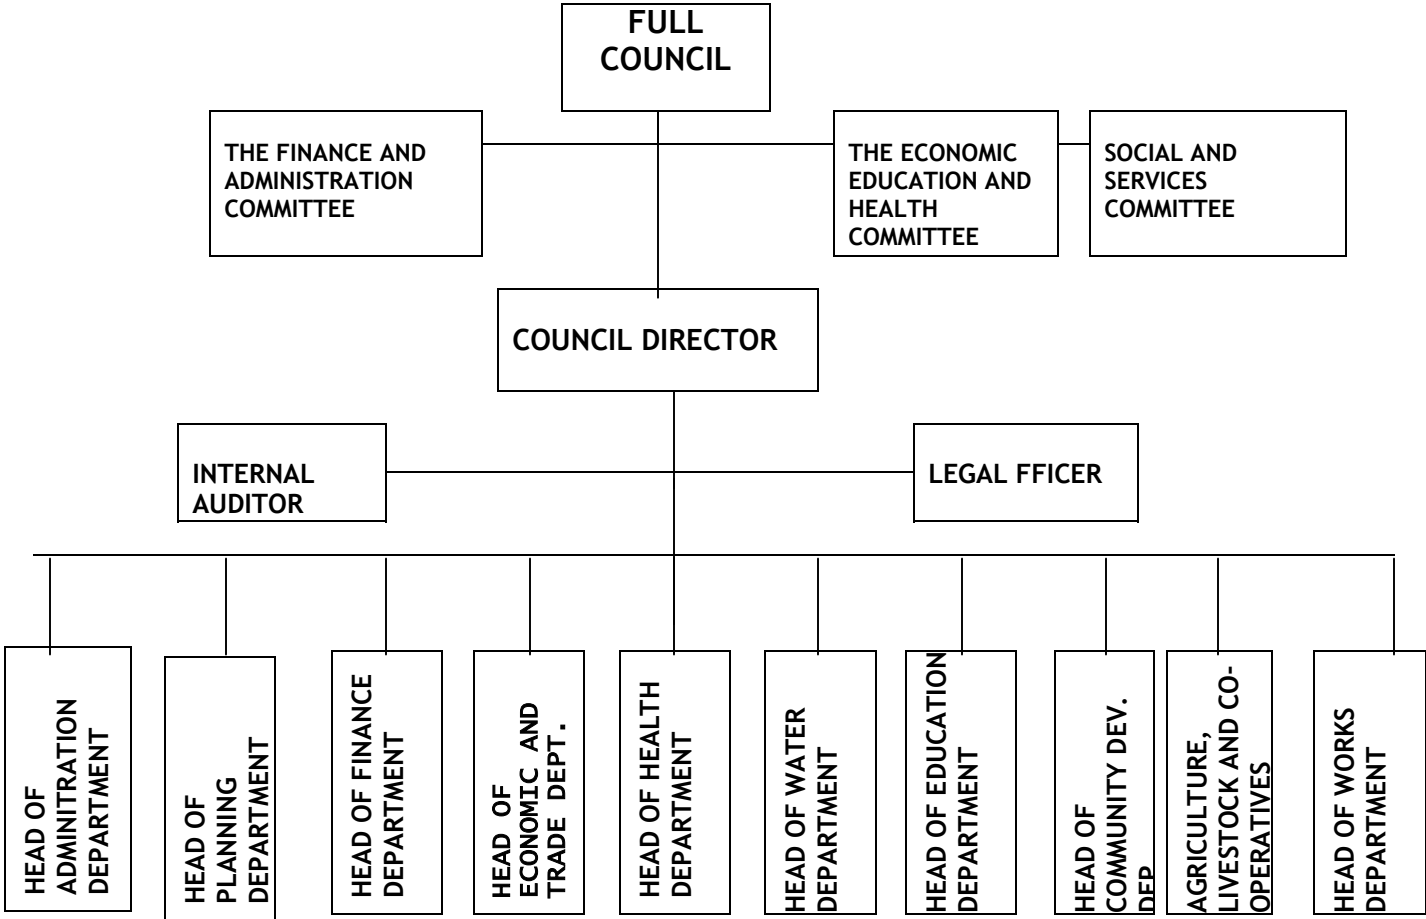 FULL
COUNCIL
THE FINANCE AND
ADMINISTRATION
COMMITTEE
THE ECONOMIC
EDUCATION AND
HEALTH
COMMITTEE
SOCIAL AND
SERVICES
COMMITTEE
COUNCIL DIRECTOR
INTERNAL
AUDITOR
LEGAL FFICER
HEAD OF
ADMINITRATION
DEPARTMENT
HEAD OF
PLANNING
DEPARTMENT
HEAD OF FINANCE
DEPARTMENT
HEAD OF
ECONOMIC AND
TRADE DEPT.
HEAD OF HEALTH
DEPARTMENT
HEAD OF WATER
DEPARTMENT
HEAD OF EDUCATION
DEPARTMENT
HEAD OF
COMMUNITY DEV.
DEP
AGRICULTURE,
LIVESTOCK AND CO-
OPERATIVES
HEAD OF WORKS
DEPARTMENT